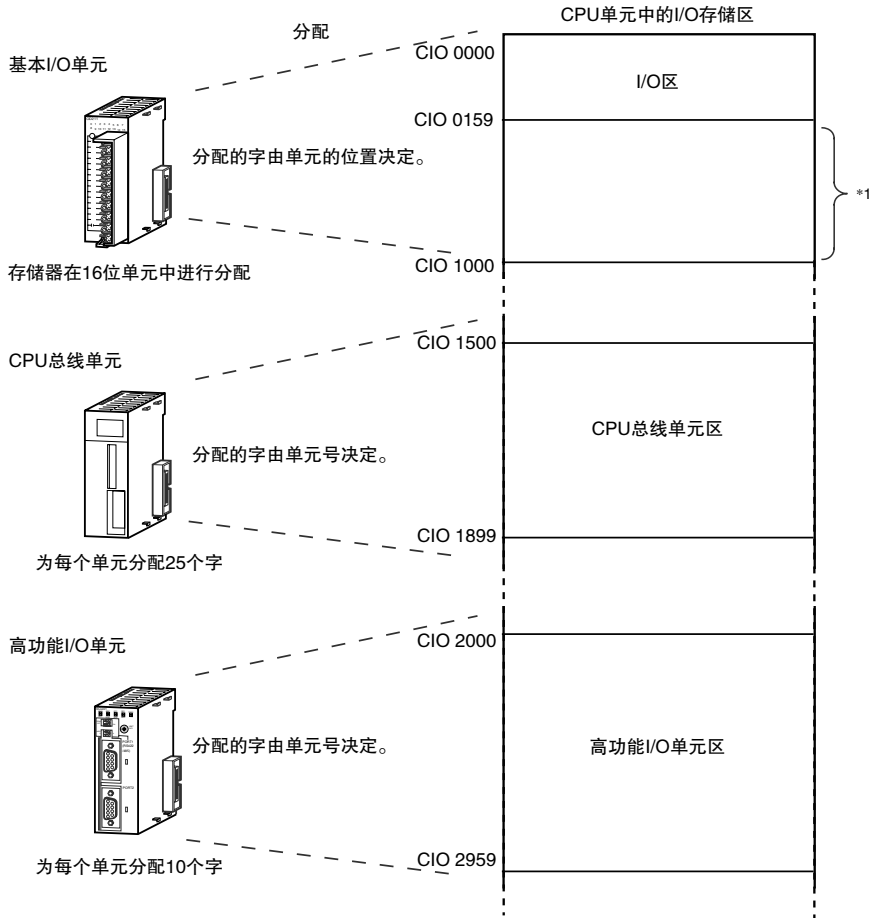 CPU单元中的I/O存储区
分配
基本I/O单元
CIO 0000
I/O区
CIO 0159
分配的字由单元的位置决定。
*1
CIO 1000
存储器在16位单元中进行分配
CIO 1500
CPU总线单元
CPU总线单元区
分配的字由单元号决定。
CIO 1899
为每个单元分配25个字
高功能I/O单元
CIO 2000
分配的字由单元号决定。
高功能I/O单元区
CIO 2959
为每个单元分配10个字